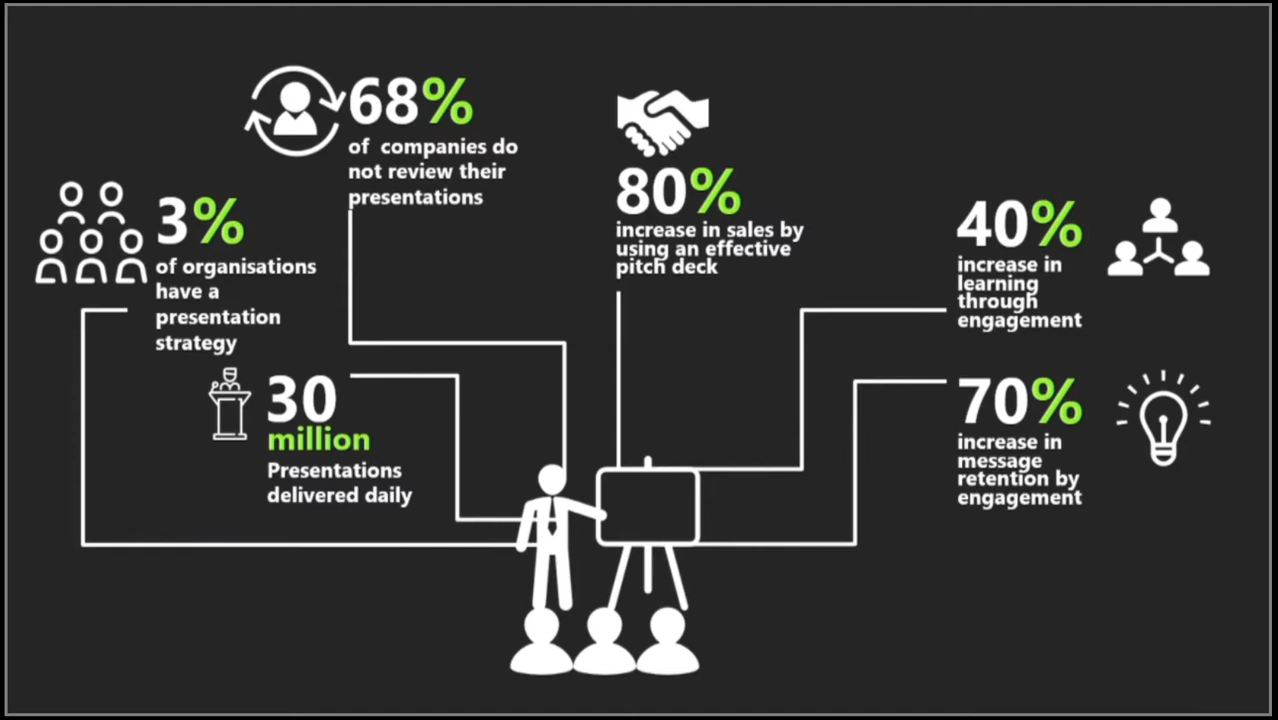 68%
of companies do
not review their
presentations
80%
increase in sales by
using an effective
pitch deck
3%
of organisations
have a
presentation
strategy
40%
increase in
learning
through
engagement
30
million
Presentations
delivered daily
70%
increase in
message
retention by
engagement